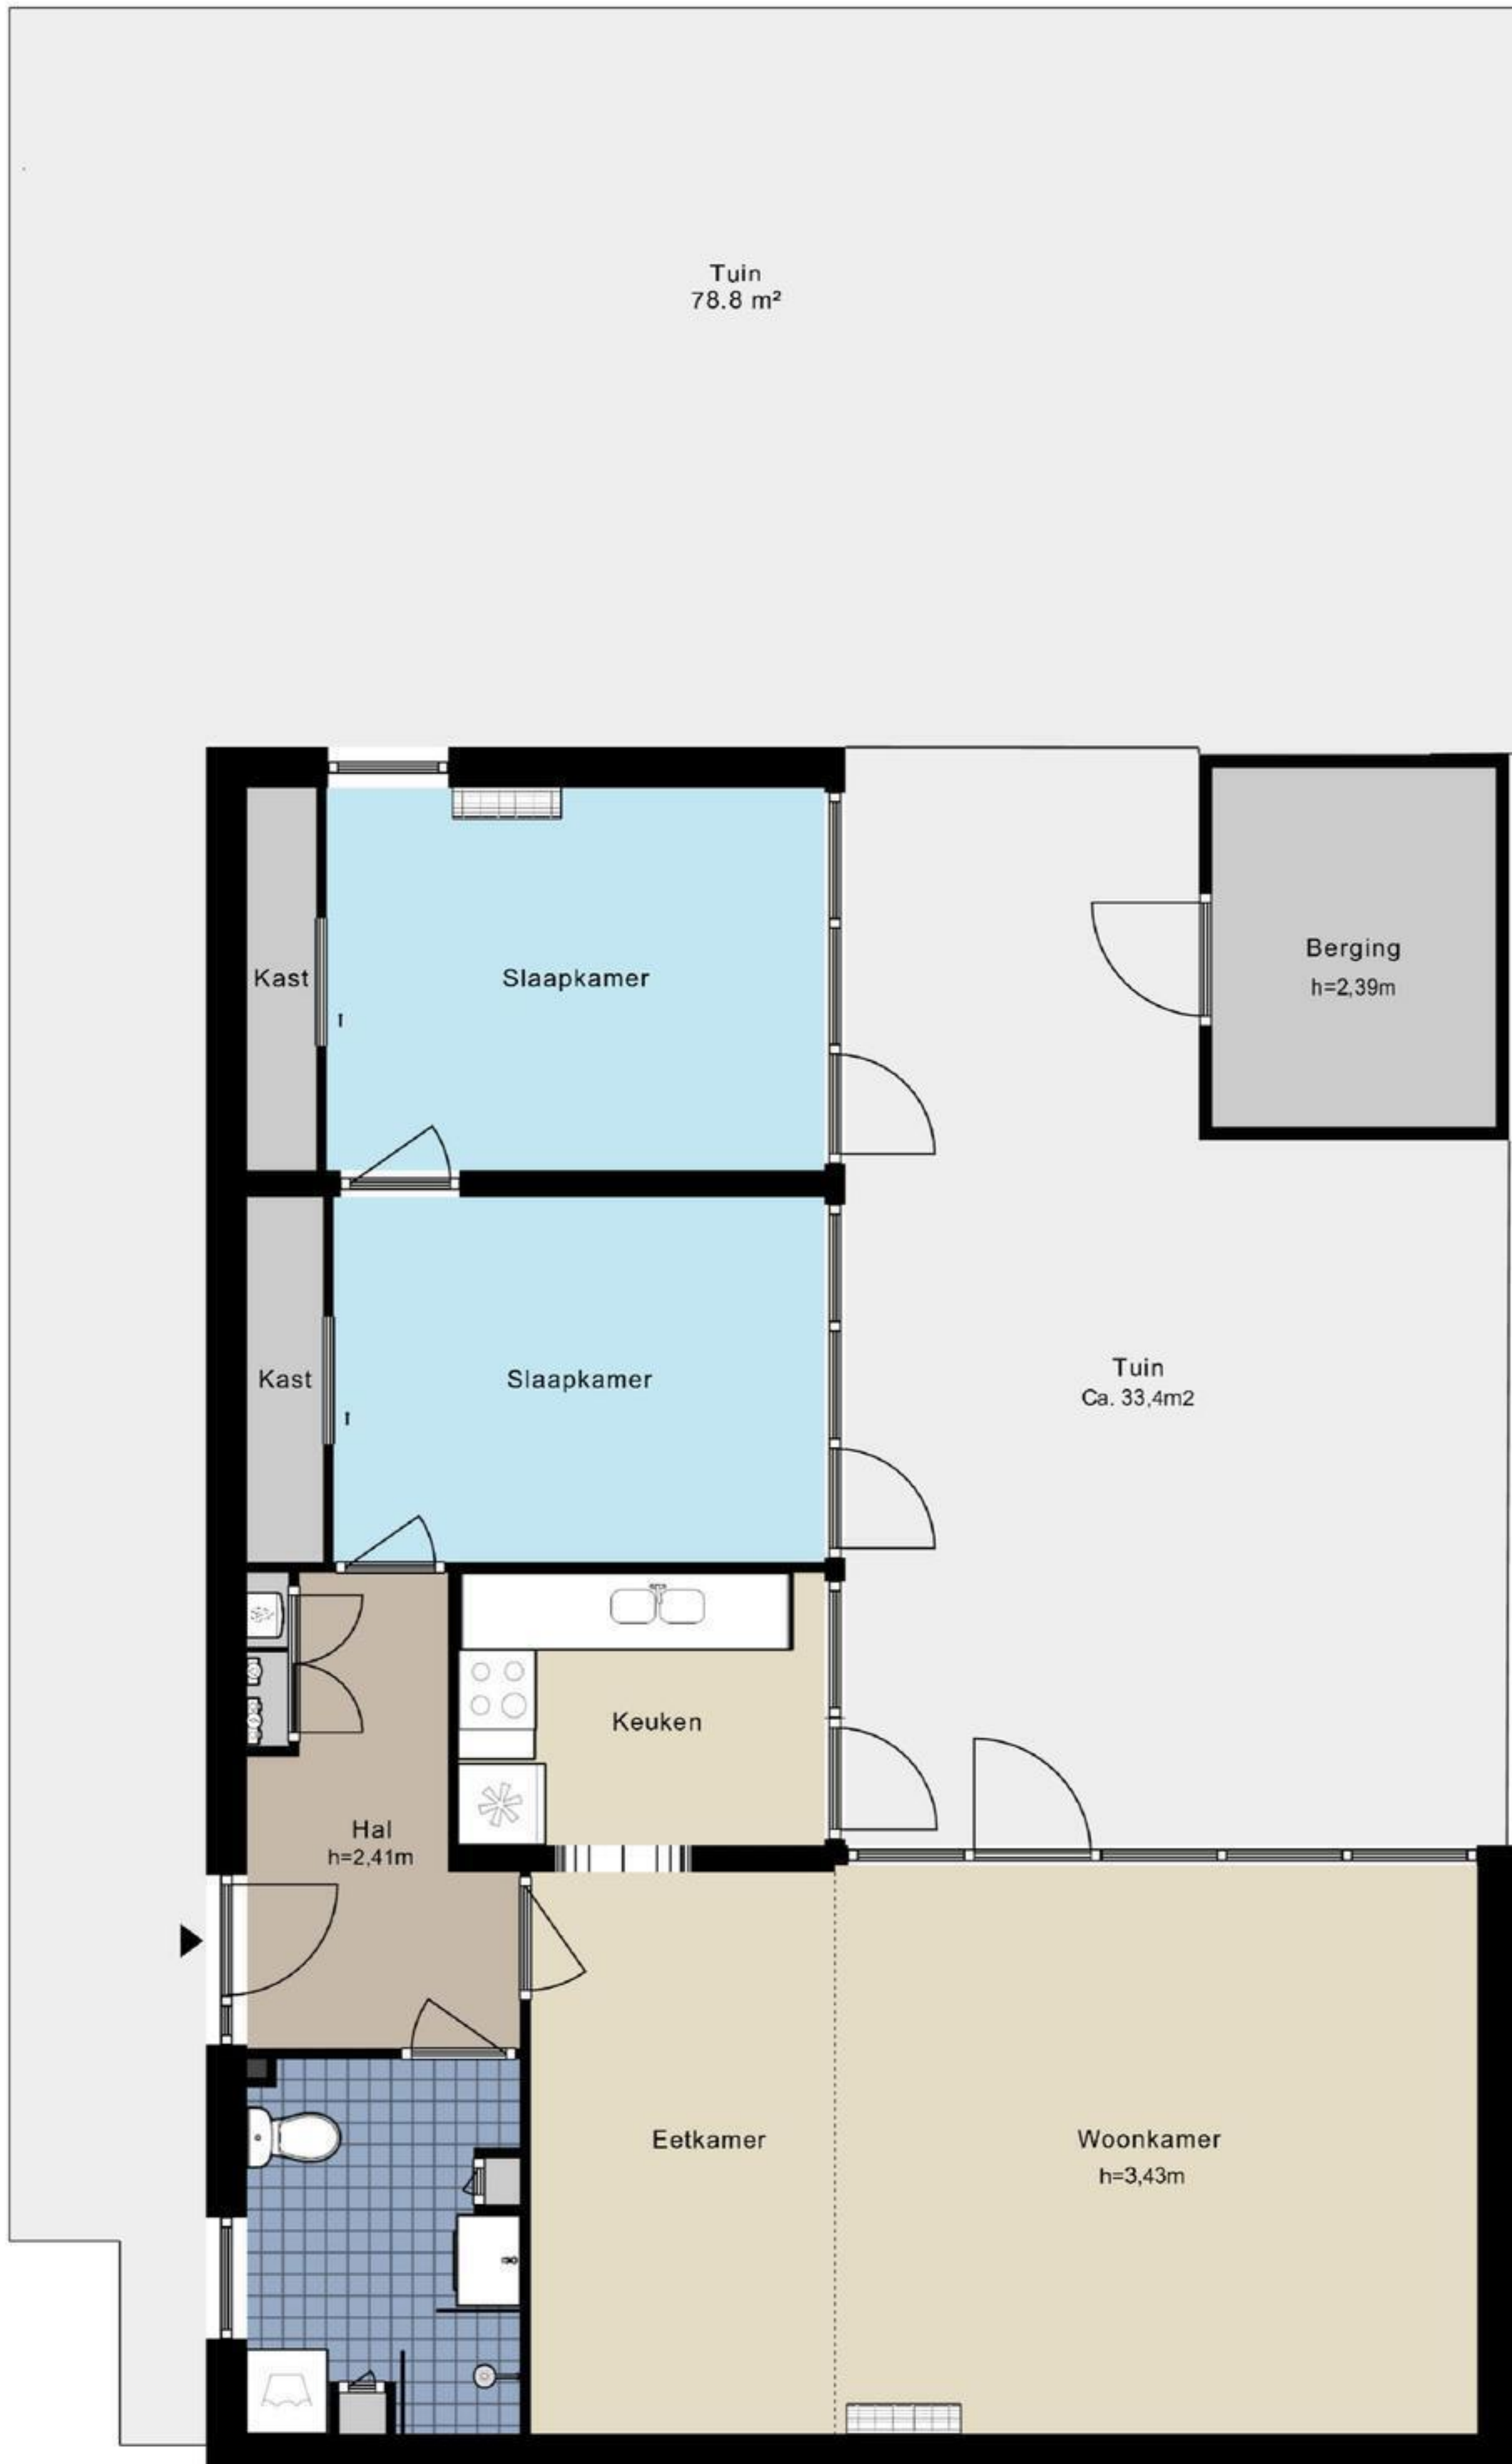 Tuin
78.8 m²
Berging
h=2,39m
Kast
Slaapkamer
Kast
Slaapkamer
Tuin
Ca. 33,4m2
Keuken
Hal
h=2,41m
Eetkamer
Woonkamer
h=3,43m